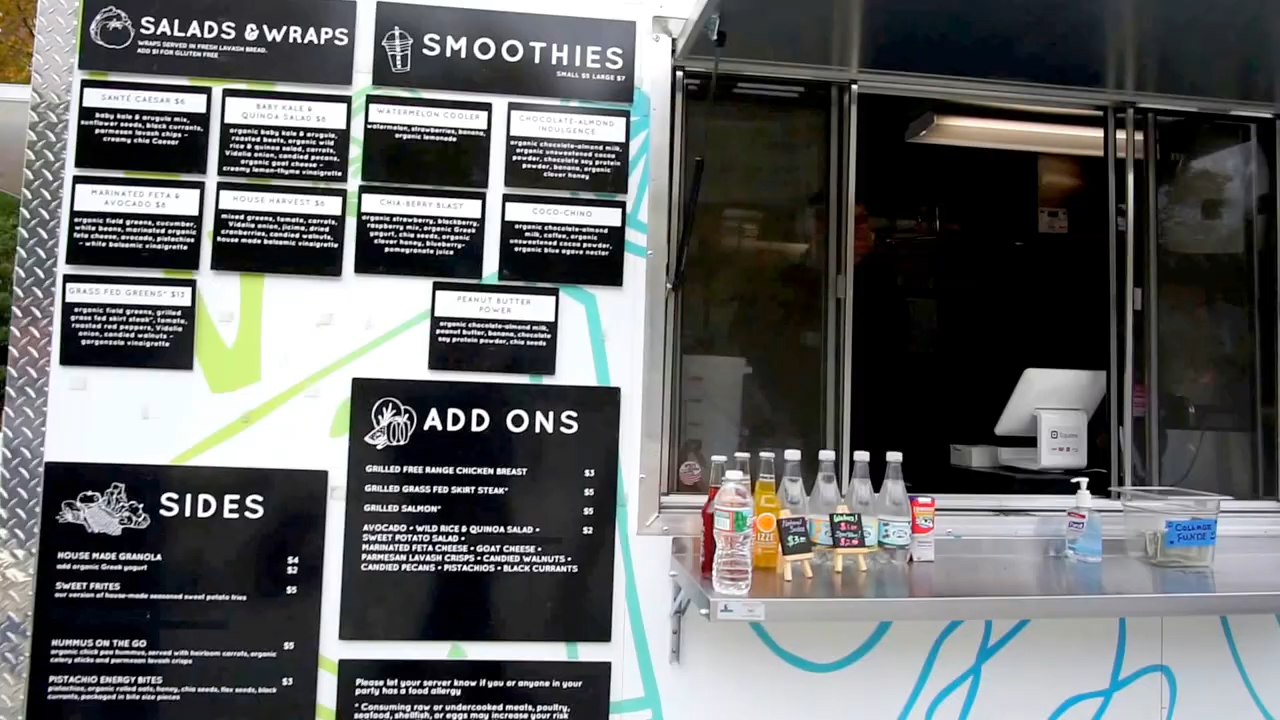 SALADS & WRAPS
WRAPS SERVED IN FRESH LAVASH BREAD.
ADD $1 FOR GLUTEN FREE
SANTÉ CAESAR $6
baby kale & arugula mix,
sunflower seeds, black currants,
parmesan lavash chips -
creamy chia Caesar
BABY KALE &
QUINOA SALAD $8
organic baby kale & arugula,
roasted beets, organic wild
rice & quinoa salad, carrots,
Vidalia onion, candied pecans,
organic goat cheese -
creamy lemon-thyme vinaigrette
MARINATED FETA &
AVOCADO $8
organic field greens, cucumber,
white beans, marinated organic
feta cheese, avocado, pistachios
- white balsamic vinaigrette
HOUSE HARVEST $8
mixed greens, tomato, carrots,
Vidalia onion, jicima, dried
cranberries, candied walnuts,
house made balsamic vinaigrette
GRASS FED GREENS* $13
organic field greens, grilled
grass fed skirt steak*, tomato,
roasted red peppers, Vidalia
onion, candied walnuts -
gorgonzola vinaigrette
SMOOTHIES
SMALL $5 LARGE $7
WATERMELON COOLER
watermelon, strawberries, banana,
organic lemonade
CHOCOLATE-ALMOND
INDULGENCE
organic chocolate-almond milk,
organic unsweetened cacao
powder, chocolate soy protein
powder, banana, organic
clover honey
CHIA-BERRY BLAST
organic strawberry, blackberry,
raspberry mix, organic Greek
yogurt, chia seeds, organic
clover honey, blueberry-
pomegranate juice
COCO-CHINO
organic chocolate-almond
milk, coffee, organic
unsweetened cacao powder,
organic blue agave nectar
PEANUT BUTTER
POWER
organic chocolate-almond milk,
peanut butter, banana, chocolate
soy protein powder, chia seeds
ADD ONS
GRILLED FREE RANGE CHICKEN BREAST $3
GRILLED GRASS FED SKIRT STEAK* $5
GRILLED SALMON* $5
AVOCADO • WILD RICE & QUINOA SALAD • $2
SWEET POTATO SALAD •
MARINATED FETA CHEESE • GOAT CHEESE •
PARMESAN LAVASH CRISPS • CANDIED WALNUTS •
CANDIED PECANS • PISTACHIOS • BLACK CURRANTS
SIDES
HOUSE MADE GRANOLA $4
add organic Greek yogurt $2
SWEET FRITES $5
our version of house-made seasoned sweet potato fries
HUMMUS ON THE GO $5
organic chick pea hummus, served with heirloom carrots, organic
celery sticks and parmesan lavash crisps
PISTACHIO ENERGY BITES $3
pistachios, organic rolled oats, honey, chia seeds, flax seeds, black
currants, packaged in bite size pieces
Please let your server know if you or anyone in your
party has a food allergy
* Consuming raw or undercooked meats, poultry,
seafood, shellfish, or eggs may increase your risk
Square
IZZE
Natural
Sodas
$3
$2
PURELL
COLLEGE
FUNDS